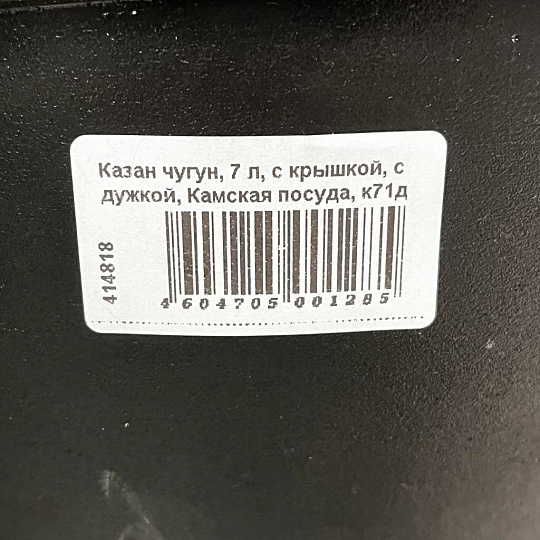 Казан чугун, 7 л, с крышкой, с
дужкой, Камская посуда, к71д
414818
4 604705 001285